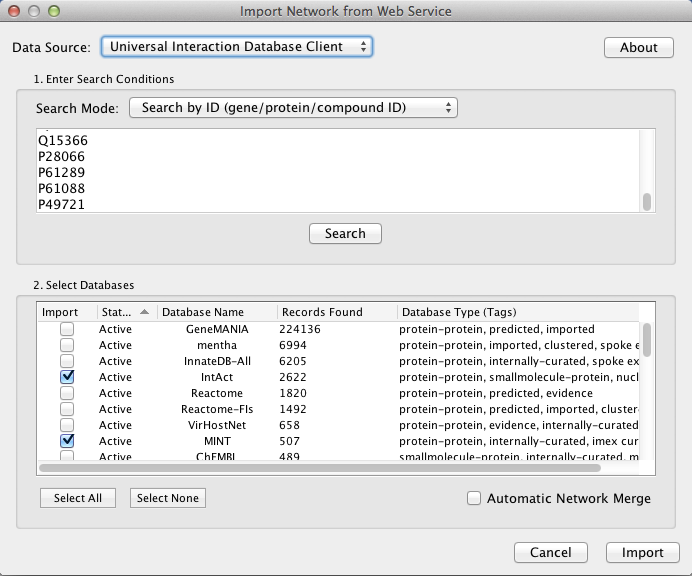 Import Network from Web Service
Data Source: Universal Interaction Database Client About
1. Enter Search Conditions
Search Mode: Search by ID (gene/protein/compound ID)
Q15366
P28066
P61289
P61088
P49721
Search
2. Select Databases
Import Stat... Database Name Records Found Database Type (Tags)
Active GeneMANIA 224136 protein-protein, predicted, imported
Active mentha 6994 protein-protein, imported, clustered, spoke e
Active InnateDB-All 6205 protein-protein, internally-curated, spoke ex
Active IntAct 2622 protein-protein, smallmolecule-protein, nucl
Active Reactome 1820 protein-protein, predicted, evidence
Active Reactome-FIs 1492 protein-protein, predicted, imported, cluster
Active VirHostNet 658 protein-protein, evidence, internally-curated
Active MINT 507 protein-protein, internally-curated, imex cur
Active ChEMBL 489 smallmolecule-protein, internally-curated, m
Select All Select None Automatic Network Merge
Cancel Import